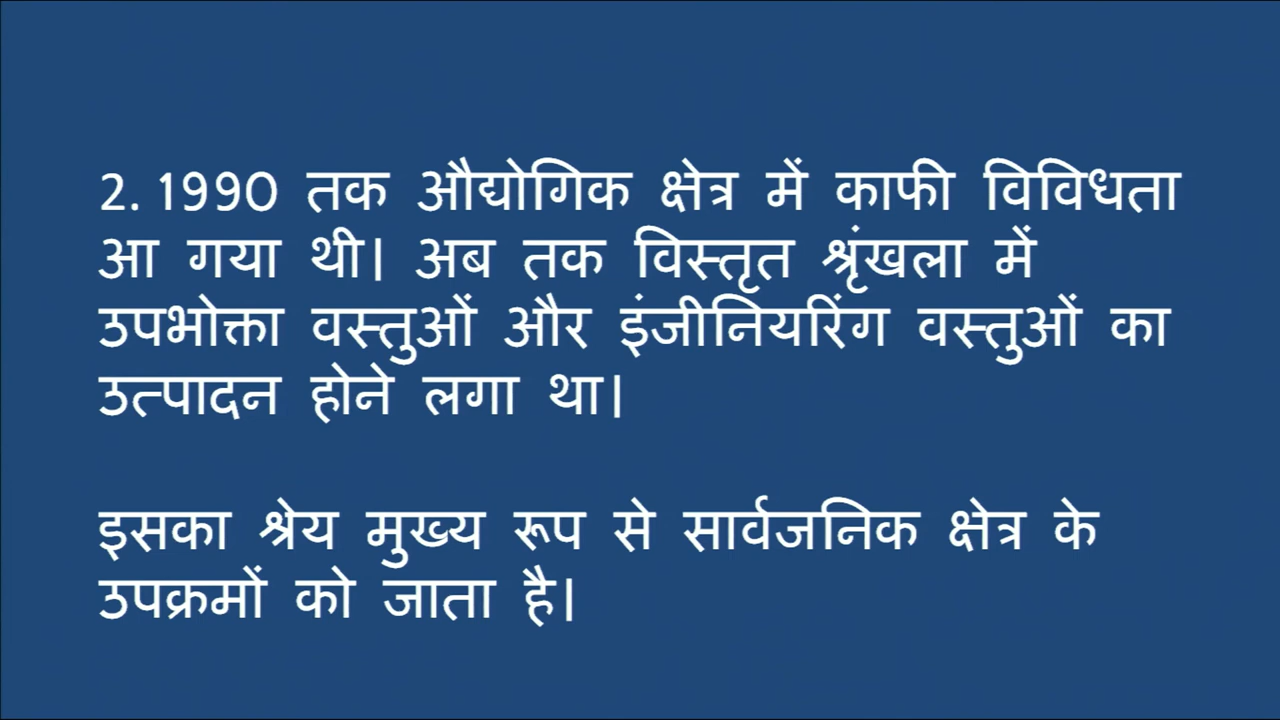 2. 1990 तक औद्योगिक क्षेत्र में काफी विविधता
आ गया थी। अब तक विस्तृत श्रृंखला में
उपभोक्ता वस्तुओं और इंजीनियरिंग वस्तुओं का
उत्पादन होने लगा था।
इसका श्रेय मुख्य रूप से सार्वजनिक क्षेत्र के
उपक्रमों को जाता है।